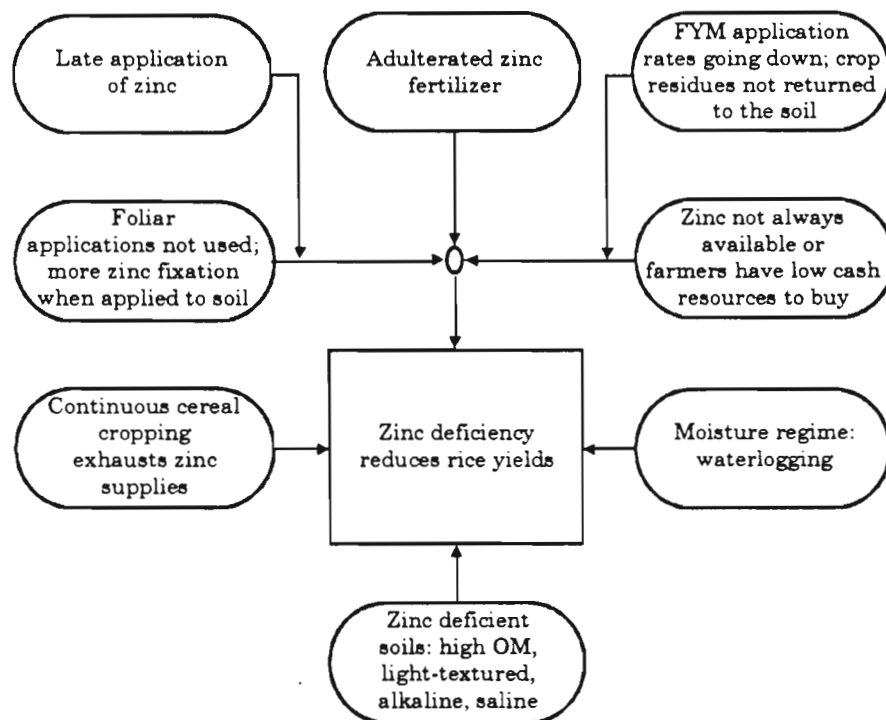 Late application
of zinc
Adulterated zinc
fertilizer
FYM application
rates going down; crop
residues not returned
to the soil
Foliar
applications not used;
more zinc fixation
when applied to soil
Zinc not always
available or
farmers have low cash
resources to buy
Continuous cereal
cropping
exhausts zinc
supplies
Zinc deficiency
reduces rice yields
Moisture regime:
waterlogging
Zinc deficient
soils: high OM,
light-textured,
alkaline, saline